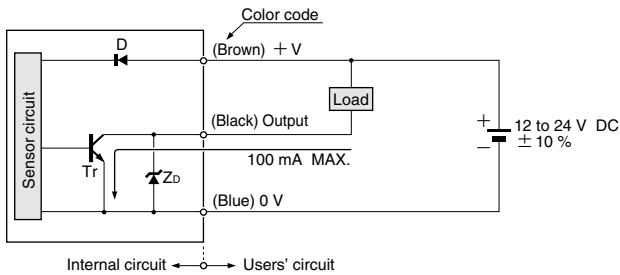 Color code
D
(Brown) +V
Sensor circuit
Load
(Black) Output
+
12 to 24 V DC
−
± 10 %
Tr
100 mA MAX.
ZD
(Blue) 0 V
Internal circuit
Users' circuit